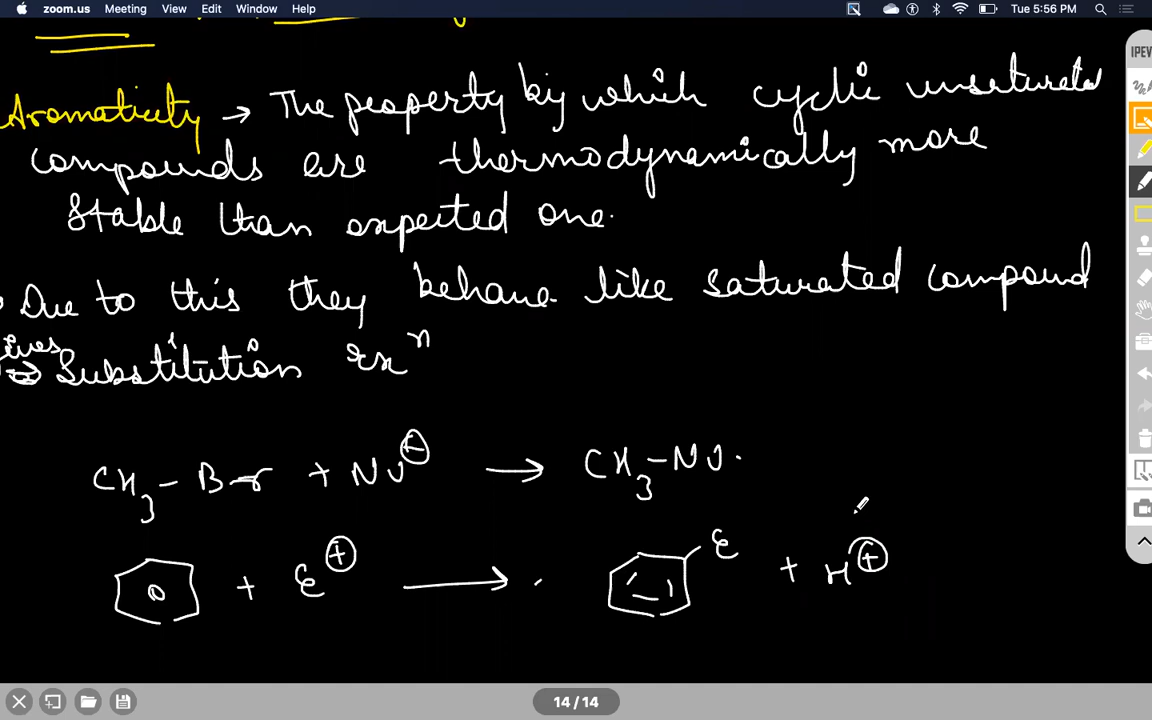 zoom.us Meeting View Edit Window Help Tue 5:56 PM
IPEV
Aromaticity → The property by which cyclic unsaturated
compounds are thermodynamically more
stable than expected one.
Due to this they behave like saturated compound
gives
→ Substitution rxⁿ
CH₃-Br + Nu⊖ → CH₃-Nu.
+ E⊕ → E + H⊕
14/14